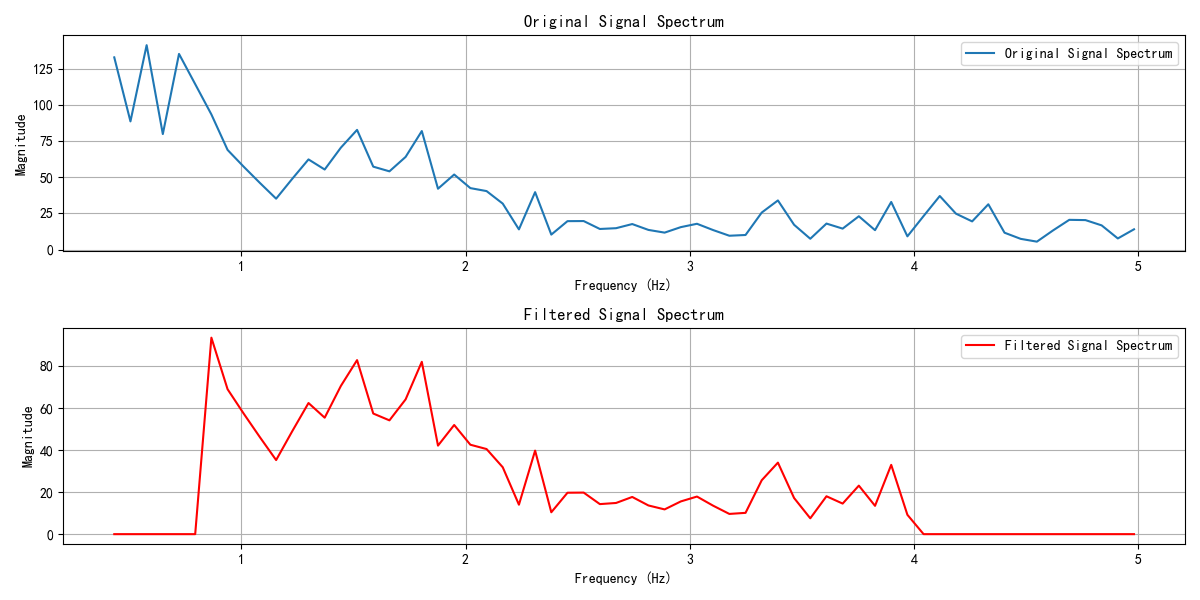 Original Signal Spectrum
Original Signal Spectrum
125
100
75
50
25
0
Magnitude
1 2 3 4 5
Frequency (Hz)
Filtered Signal Spectrum
Filtered Signal Spectrum
80
60
40
20
0
Magnitude
1 2 3 4 5
Frequency (Hz)